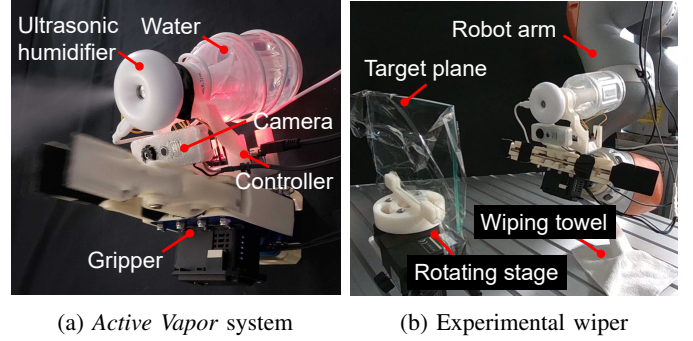 Ultrasonic
humidifier
Water
Camera
Controller
Gripper
(a) Active Vapor system
Robot arm
Target plane
Wiping towel
Rotating stage
(b) Experimental wiper